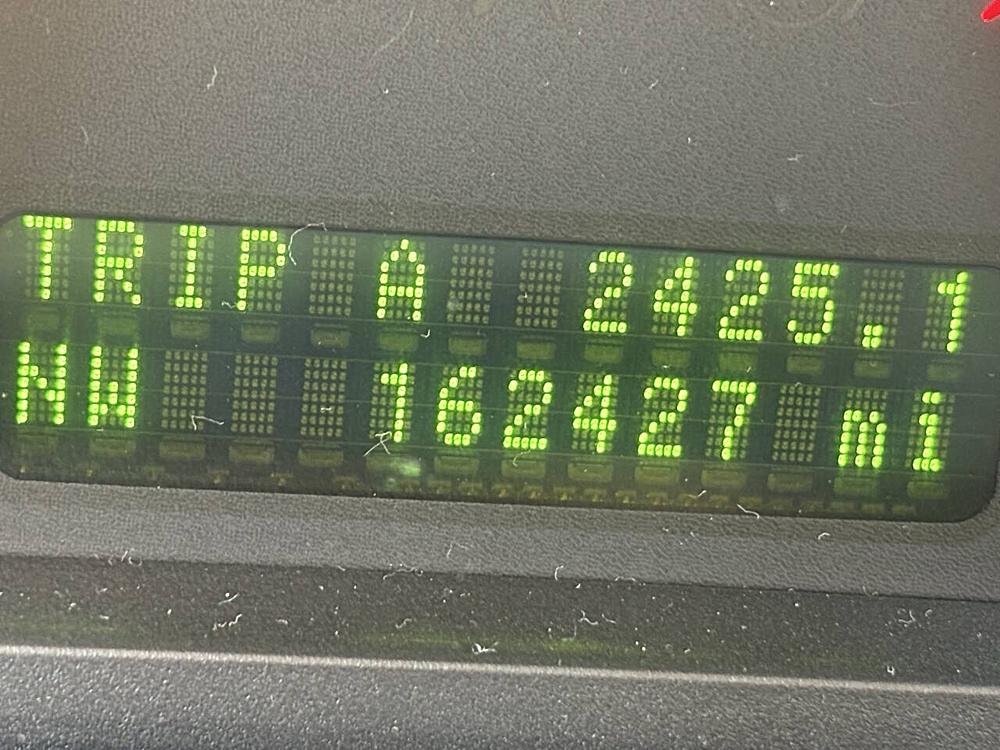 TRIP A 2425.1
NW 162427 mi